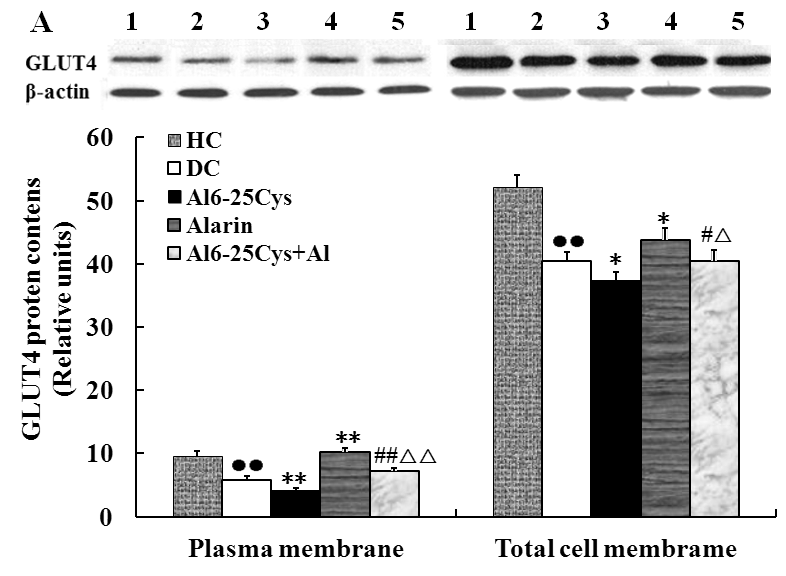 A
1 2 3 4 5 1 2 3 4 5
GLUT4
β-actin
GLUT4 proten contens
(Relative units)
60
50
40
30
20
10
0
HC
DC
Al6-25Cys
Alarin
Al6-25Cys+Al
●●
**
**
##△△
●●
*
*
#△
Plasma membrane
Total cell membrame